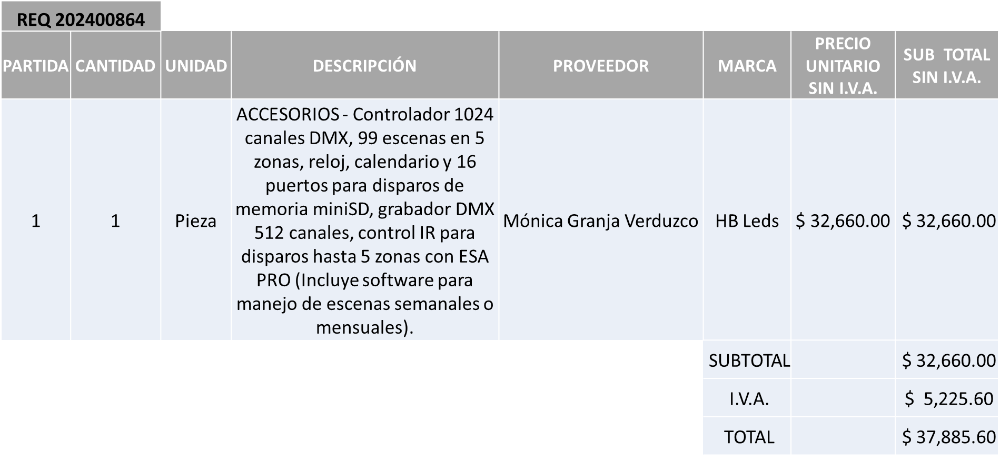 REQ 202400864
PARTIDA CANTIDAD UNIDAD DESCRIPCIÓN PROVEEDOR MARCA PRECIO UNITARIO SIN I.V.A. SUB TOTAL SIN I.V.A.
1 1 Pieza
ACCESORIOS - Controlador 1024
canales DMX, 99 escenas en 5
zonas, reloj, calendario y 16
puertos para disparos de
memoria miniSD, grabador DMX
512 canales, control IR para
disparos hasta 5 zonas con ESA
PRO (Incluye software para
manejo de escenas semanales o
mensuales).
Mónica Granja Verduzco HB Leds $ 32,660.00 $ 32,660.00
SUBTOTAL $ 32,660.00
I.V.A. $ 5,225.60
TOTAL $ 37,885.60